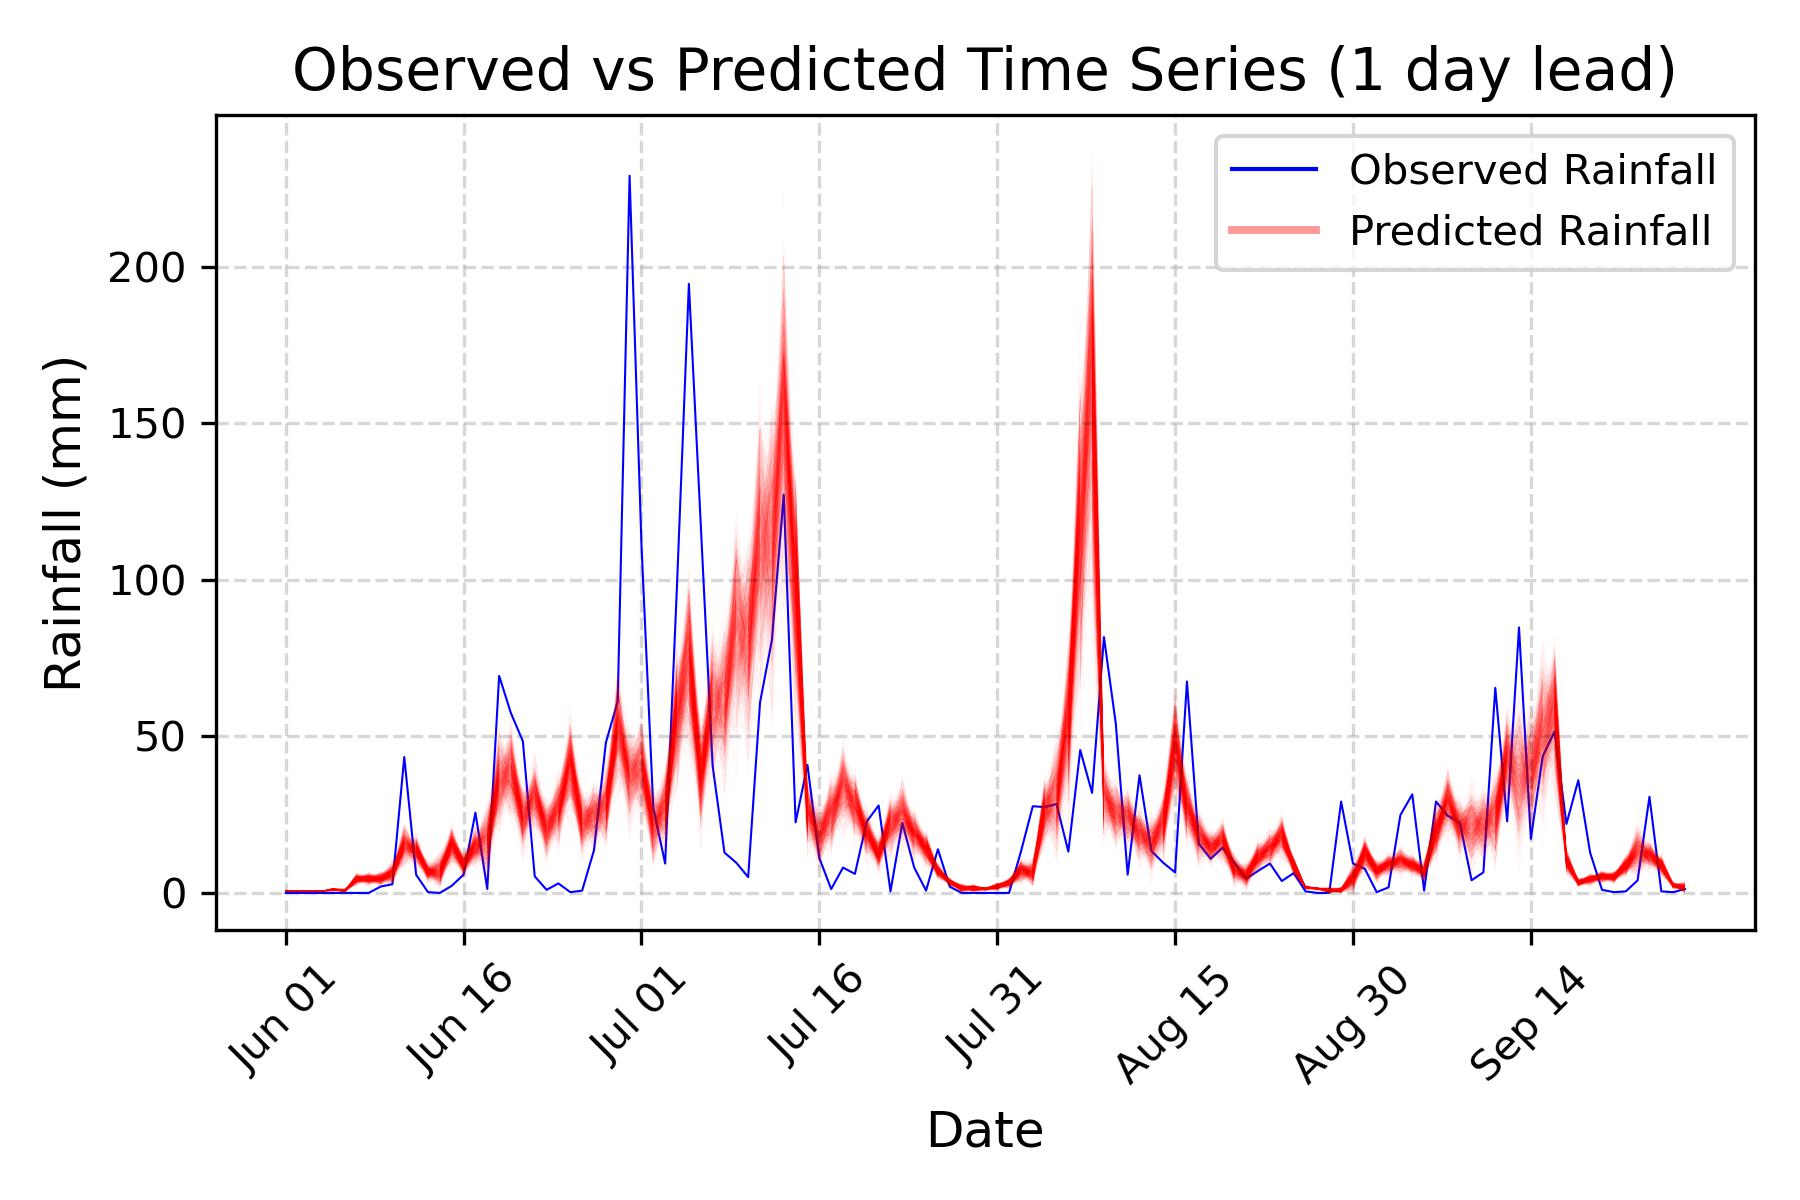 Observed vs Predicted Time Series (1 day lead)
Observed Rainfall
Predicted Rainfall
Rainfall (mm)
200
150
100
50
0
Jun 01
Jun 16
Jul 01
Jul 16
Jul 31
Aug 15
Aug 30
Sep 14
Date